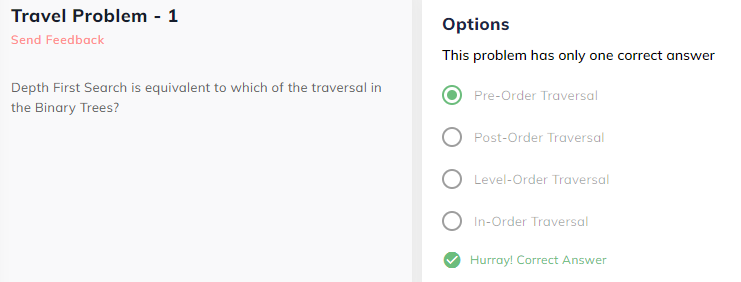 Travel Problem - 1
Send Feedback
Depth First Search is equivalent to which of the traversal in
the Binary Trees?
Options
This problem has only one correct answer
Pre-Order Traversal
Post-Order Traversal
Level-Order Traversal
In-Order Traversal
Hurray! Correct Answer